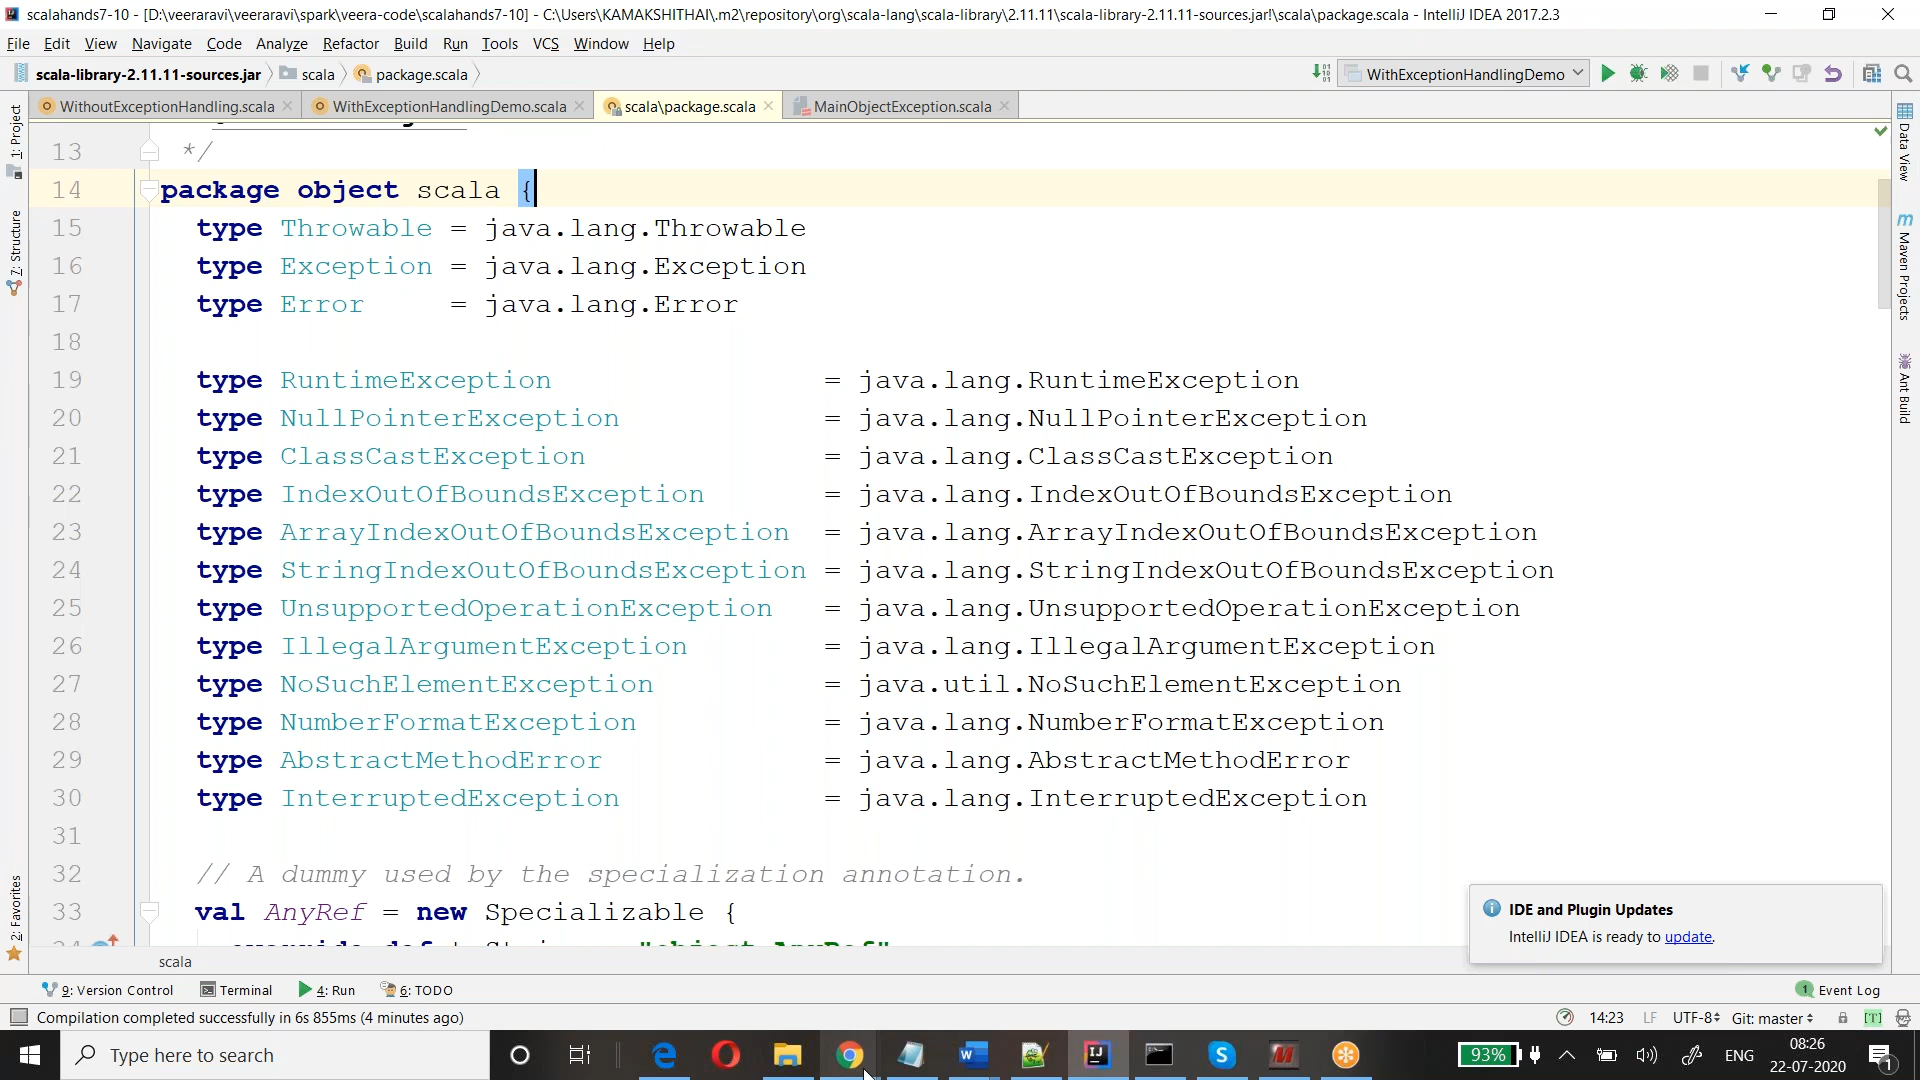 scalahands7-10 - [D:\veeraravi\veeraravi\spark\veera-code\scalahands7-10] - C:\Users\KAMAKSHITHAI\.m2\repository\org\scala-lang\scala-library\2.11.11\scala-library-2.11.11-sources.jar!\scala\package.scala - IntelliJ IDEA 2017.2.3
File Edit View Navigate Code Analyze Refactor Build Run Tools VCS Window Help
scala-library-2.11.11-sources.jar scala package.scala WithExceptionHandlingDemo
WithoutExceptionHandling.scala WithExceptionHandlingDemo.scala scala\package.scala MainObjectException.scala
1: Project
7: Structure
2: Favorites
Data View
Maven Projects
Ant Build
13 */
14 package object scala {
15 type Throwable = java.lang.Throwable
16 type Exception = java.lang.Exception
17 type Error = java.lang.Error
18
19 type RuntimeException = java.lang.RuntimeException
20 type NullPointerException = java.lang.NullPointerException
21 type ClassCastException = java.lang.ClassCastException
22 type IndexOutOfBoundsException = java.lang.IndexOutOfBoundsException
23 type ArrayIndexOutOfBoundsException = java.lang.ArrayIndexOutOfBoundsException
24 type StringIndexOutOfBoundsException = java.lang.StringIndexOutOfBoundsException
25 type UnsupportedOperationException = java.lang.UnsupportedOperationException
26 type IllegalArgumentException = java.lang.IllegalArgumentException
27 type NoSuchElementException = java.util.NoSuchElementException
28 type NumberFormatException = java.lang.NumberFormatException
29 type AbstractMethodError = java.lang.AbstractMethodError
30 type InterruptedException = java.lang.InterruptedException
31
32 // A dummy used by the specialization annotation.
33 val AnyRef = new Specializable {
IDE and Plugin Updates
IntelliJ IDEA is ready to update.
scala
9: Version Control Terminal 4: Run 6: TODO 1 Event Log
Compilation completed successfully in 6s 855ms (4 minutes ago) 14:23 LF UTF-8 Git: master [T]
Type here to search 93% ENG 08:26
22-07-2020 1